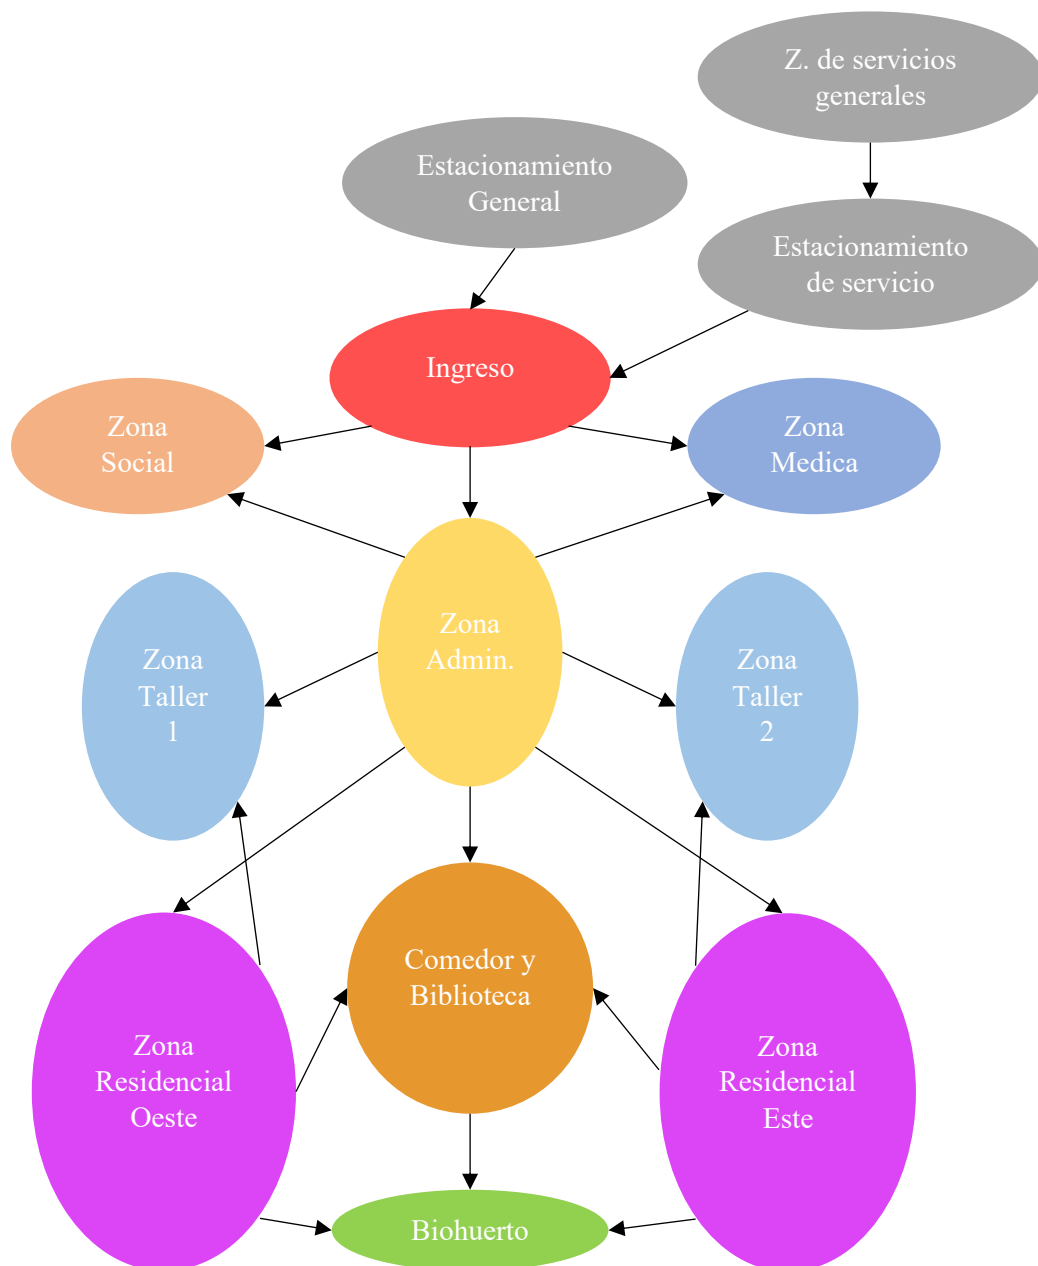 Z. de servicios
generales
Estacionamiento
General
Estacionamiento
de servicio
Ingreso
Zona
Social
Zona
Medica
Zona
Admin.
Zona
Taller
1
Zona
Taller
2
Comedor y
Biblioteca
Zona
Residencial
Oeste
Zona
Residencial
Este
Biohuerto